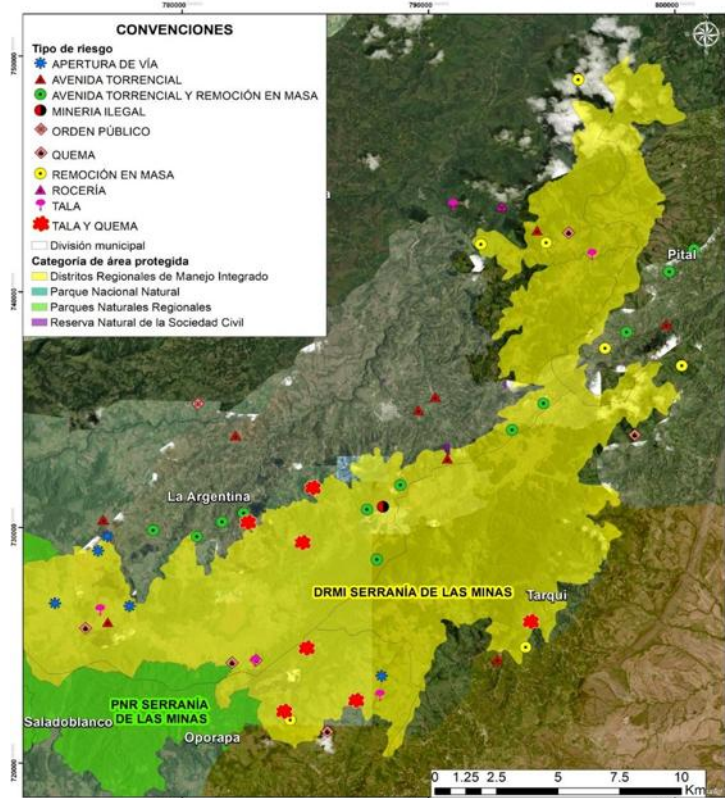 780000
790000
800000
750000
740000
730000
720000
CONVENCIONES
Tipo de riesgo
APERTURA DE VÍA
AVENIDA TORRENCIAL
AVENIDA TORRENCIAL Y REMOCIÓN EN MASA
MINERIA ILEGAL
ORDEN PÚBLICO
QUEMA
REMOCIÓN EN MASA
ROCERÍA
TALA
TALA Y QUEMA
División municipal
Categoría de área protegida
Distritos Regionales de Manejo Integrado
Parque Nacional Natural
Parques Naturales Regionales
Reserva Natural de la Sociedad Civil
Pital
La Argentina
DRMI SERRANÍA DE LAS MINAS
Tarqui
PNR SERRANÍA
DE LAS MINAS
Saladoblanco
Oporapa
0 1.25 2.5 5 7.5 10
Km